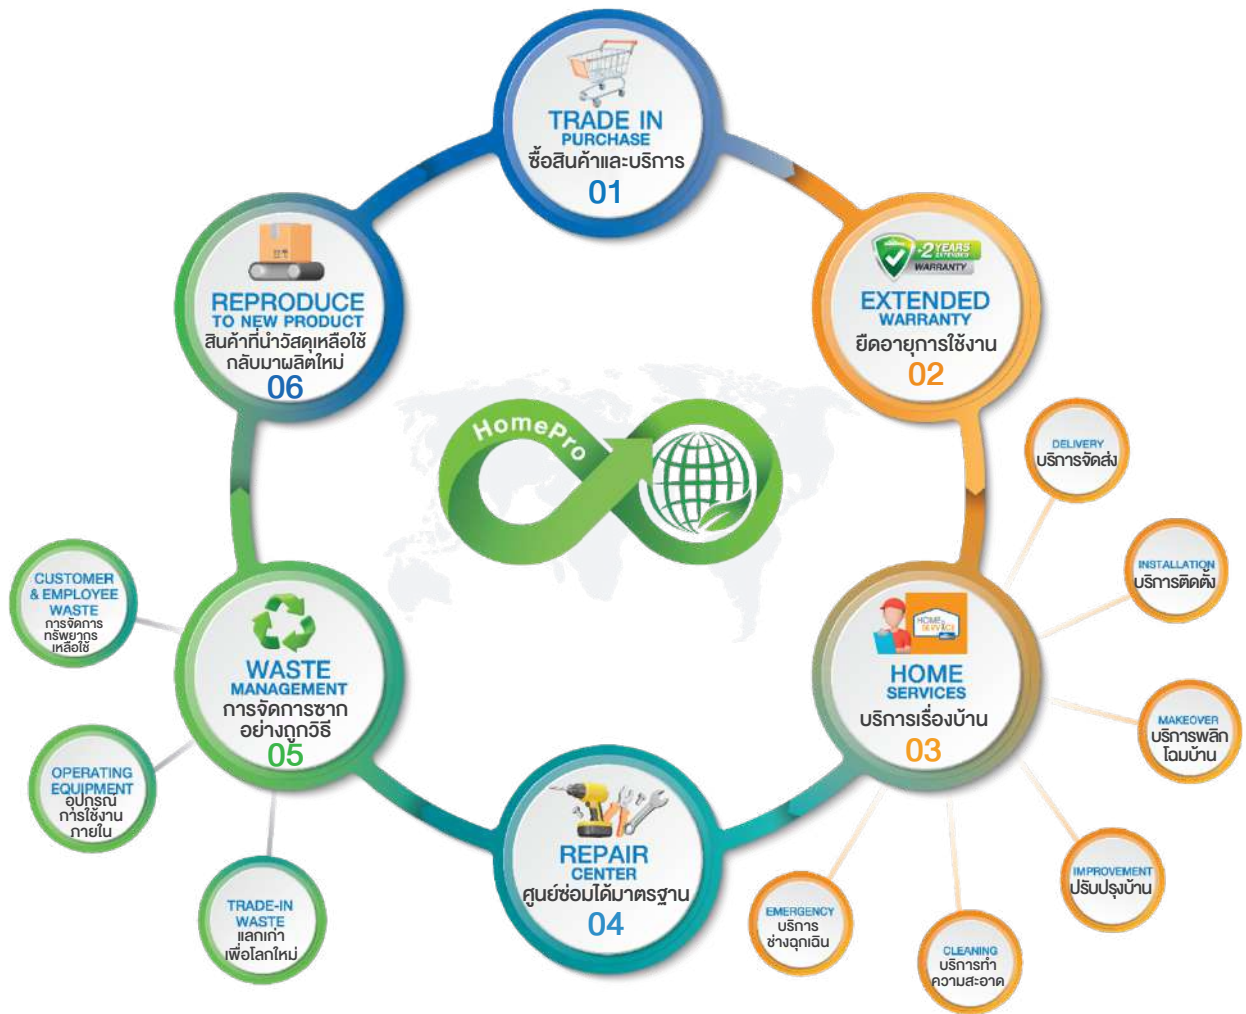 TRADE IN
PURCHASE
ซื้อสินค้าและบริการ
01
+2 YEARS
EXTENDED
WARRANTY
EXTENDED
WARRANTY
ยืดอายุการใช้งาน
02
DELIVERY
บริการจัดส่ง
INSTALLATION
บริการติดตั้ง
MAKEOVER
บริการพลิก
โฉมบ้าน
IMPROVEMENT
ปรับปรุงบ้าน
CLEANING
บริการทำ
ความสะอาด
EMERGENCY
บริการ
ช่างฉุกเฉิน
HOME
SERVICE
HOME
SERVICES
บริการเรื่องบ้าน
03
REPAIR
CENTER
ศูนย์ซ่อมได้มาตรฐาน
04
WASTE
MANAGEMENT
การจัดการซาก
อย่างถูกวิธี
05
CUSTOMER
& EMPLOYEE
WASTE
การจัดการ
ทรัพยากร
เหลือใช้
OPERATING
EQUIPMENT
อุปกรณ์
การใช้งาน
ภายใน
TRADE-IN
WASTE
แลกเก่า
เพื่อโลกใหม่
REPRODUCE
TO NEW PRODUCT
สินค้าที่นำวัสดุเหลือใช้
กลับมาผลิตใหม่
06
HomePro